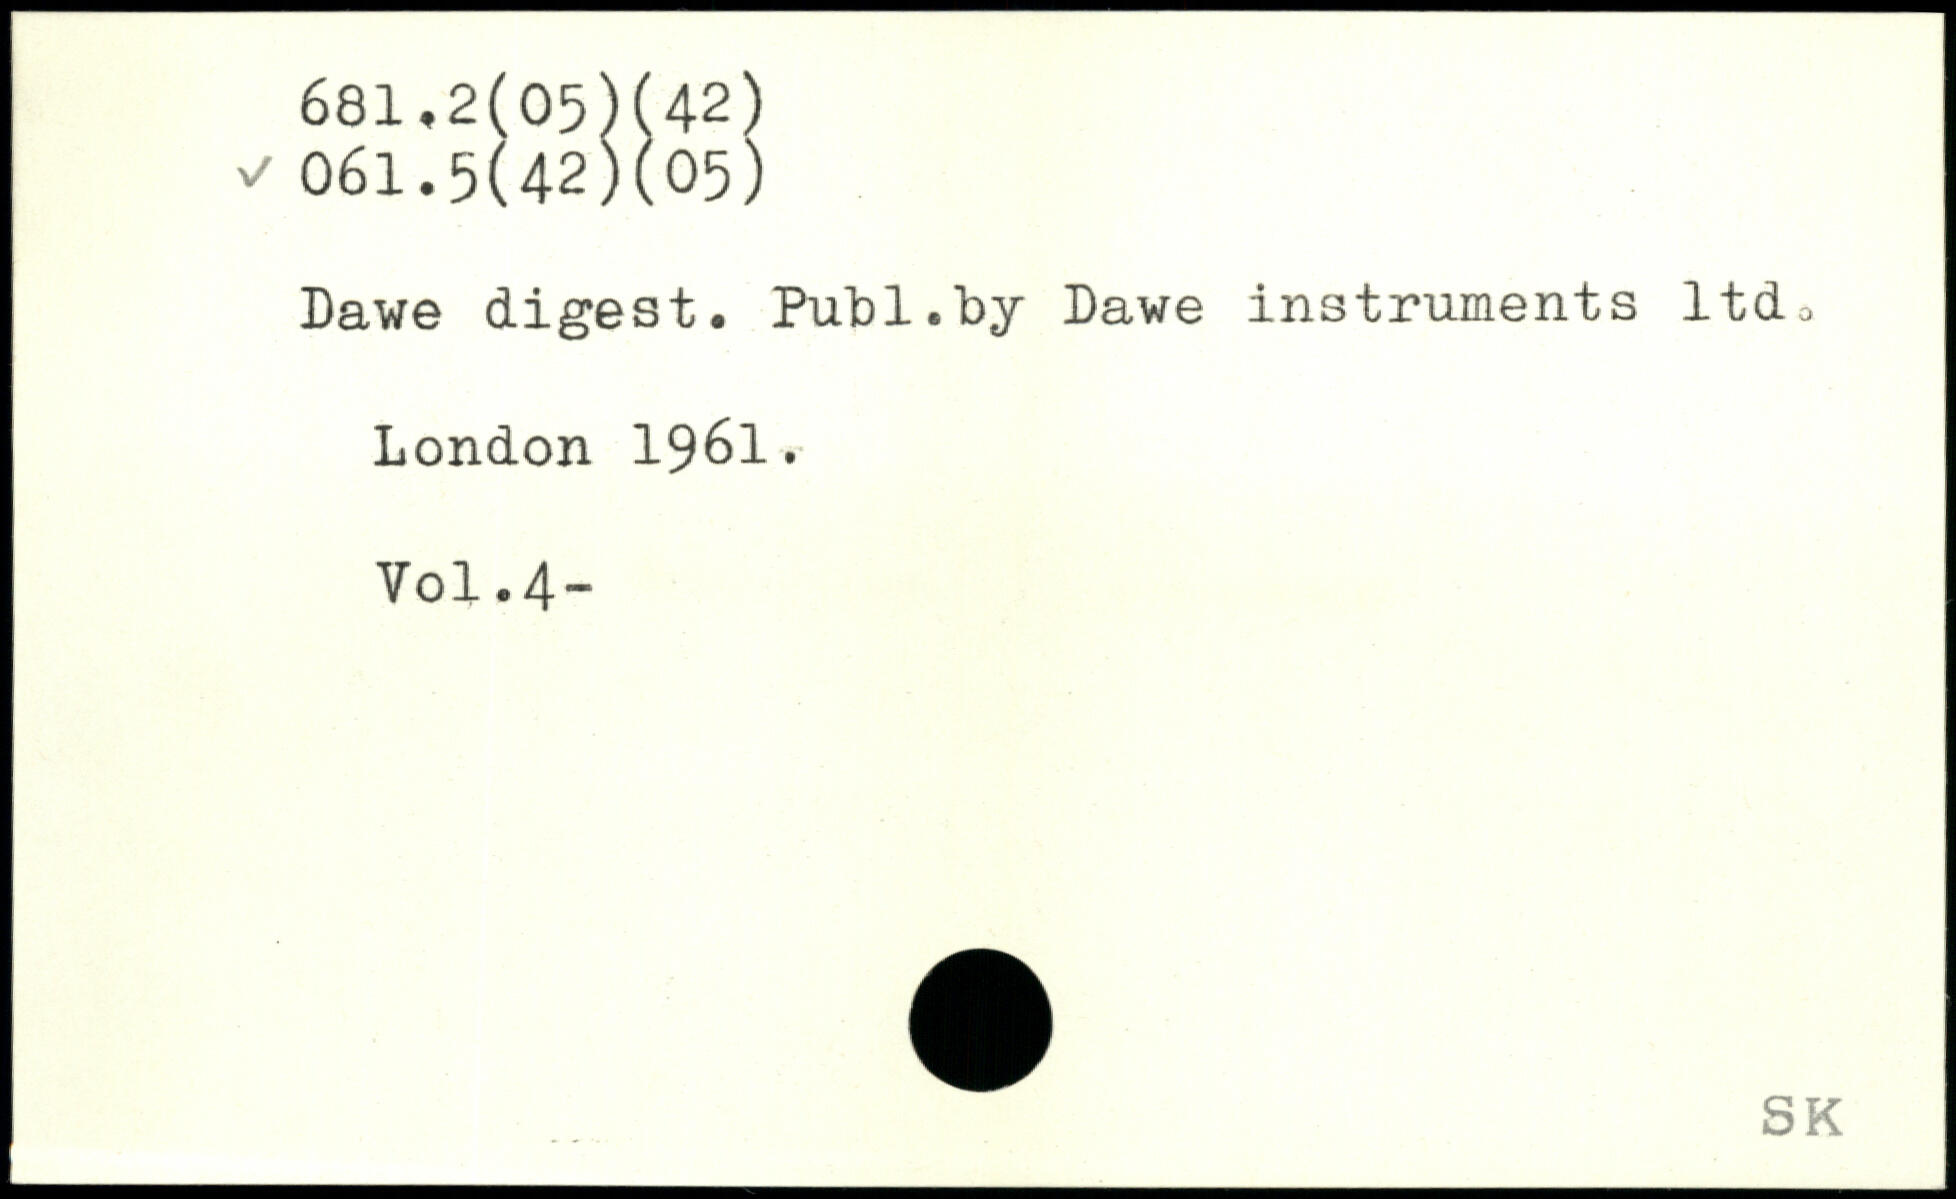 681.2(05)(42)
✓ 061.5(42)(05)
Dawe digest. Publ.by Dawe instruments ltd.
London 1961.
Vol.4-
SK